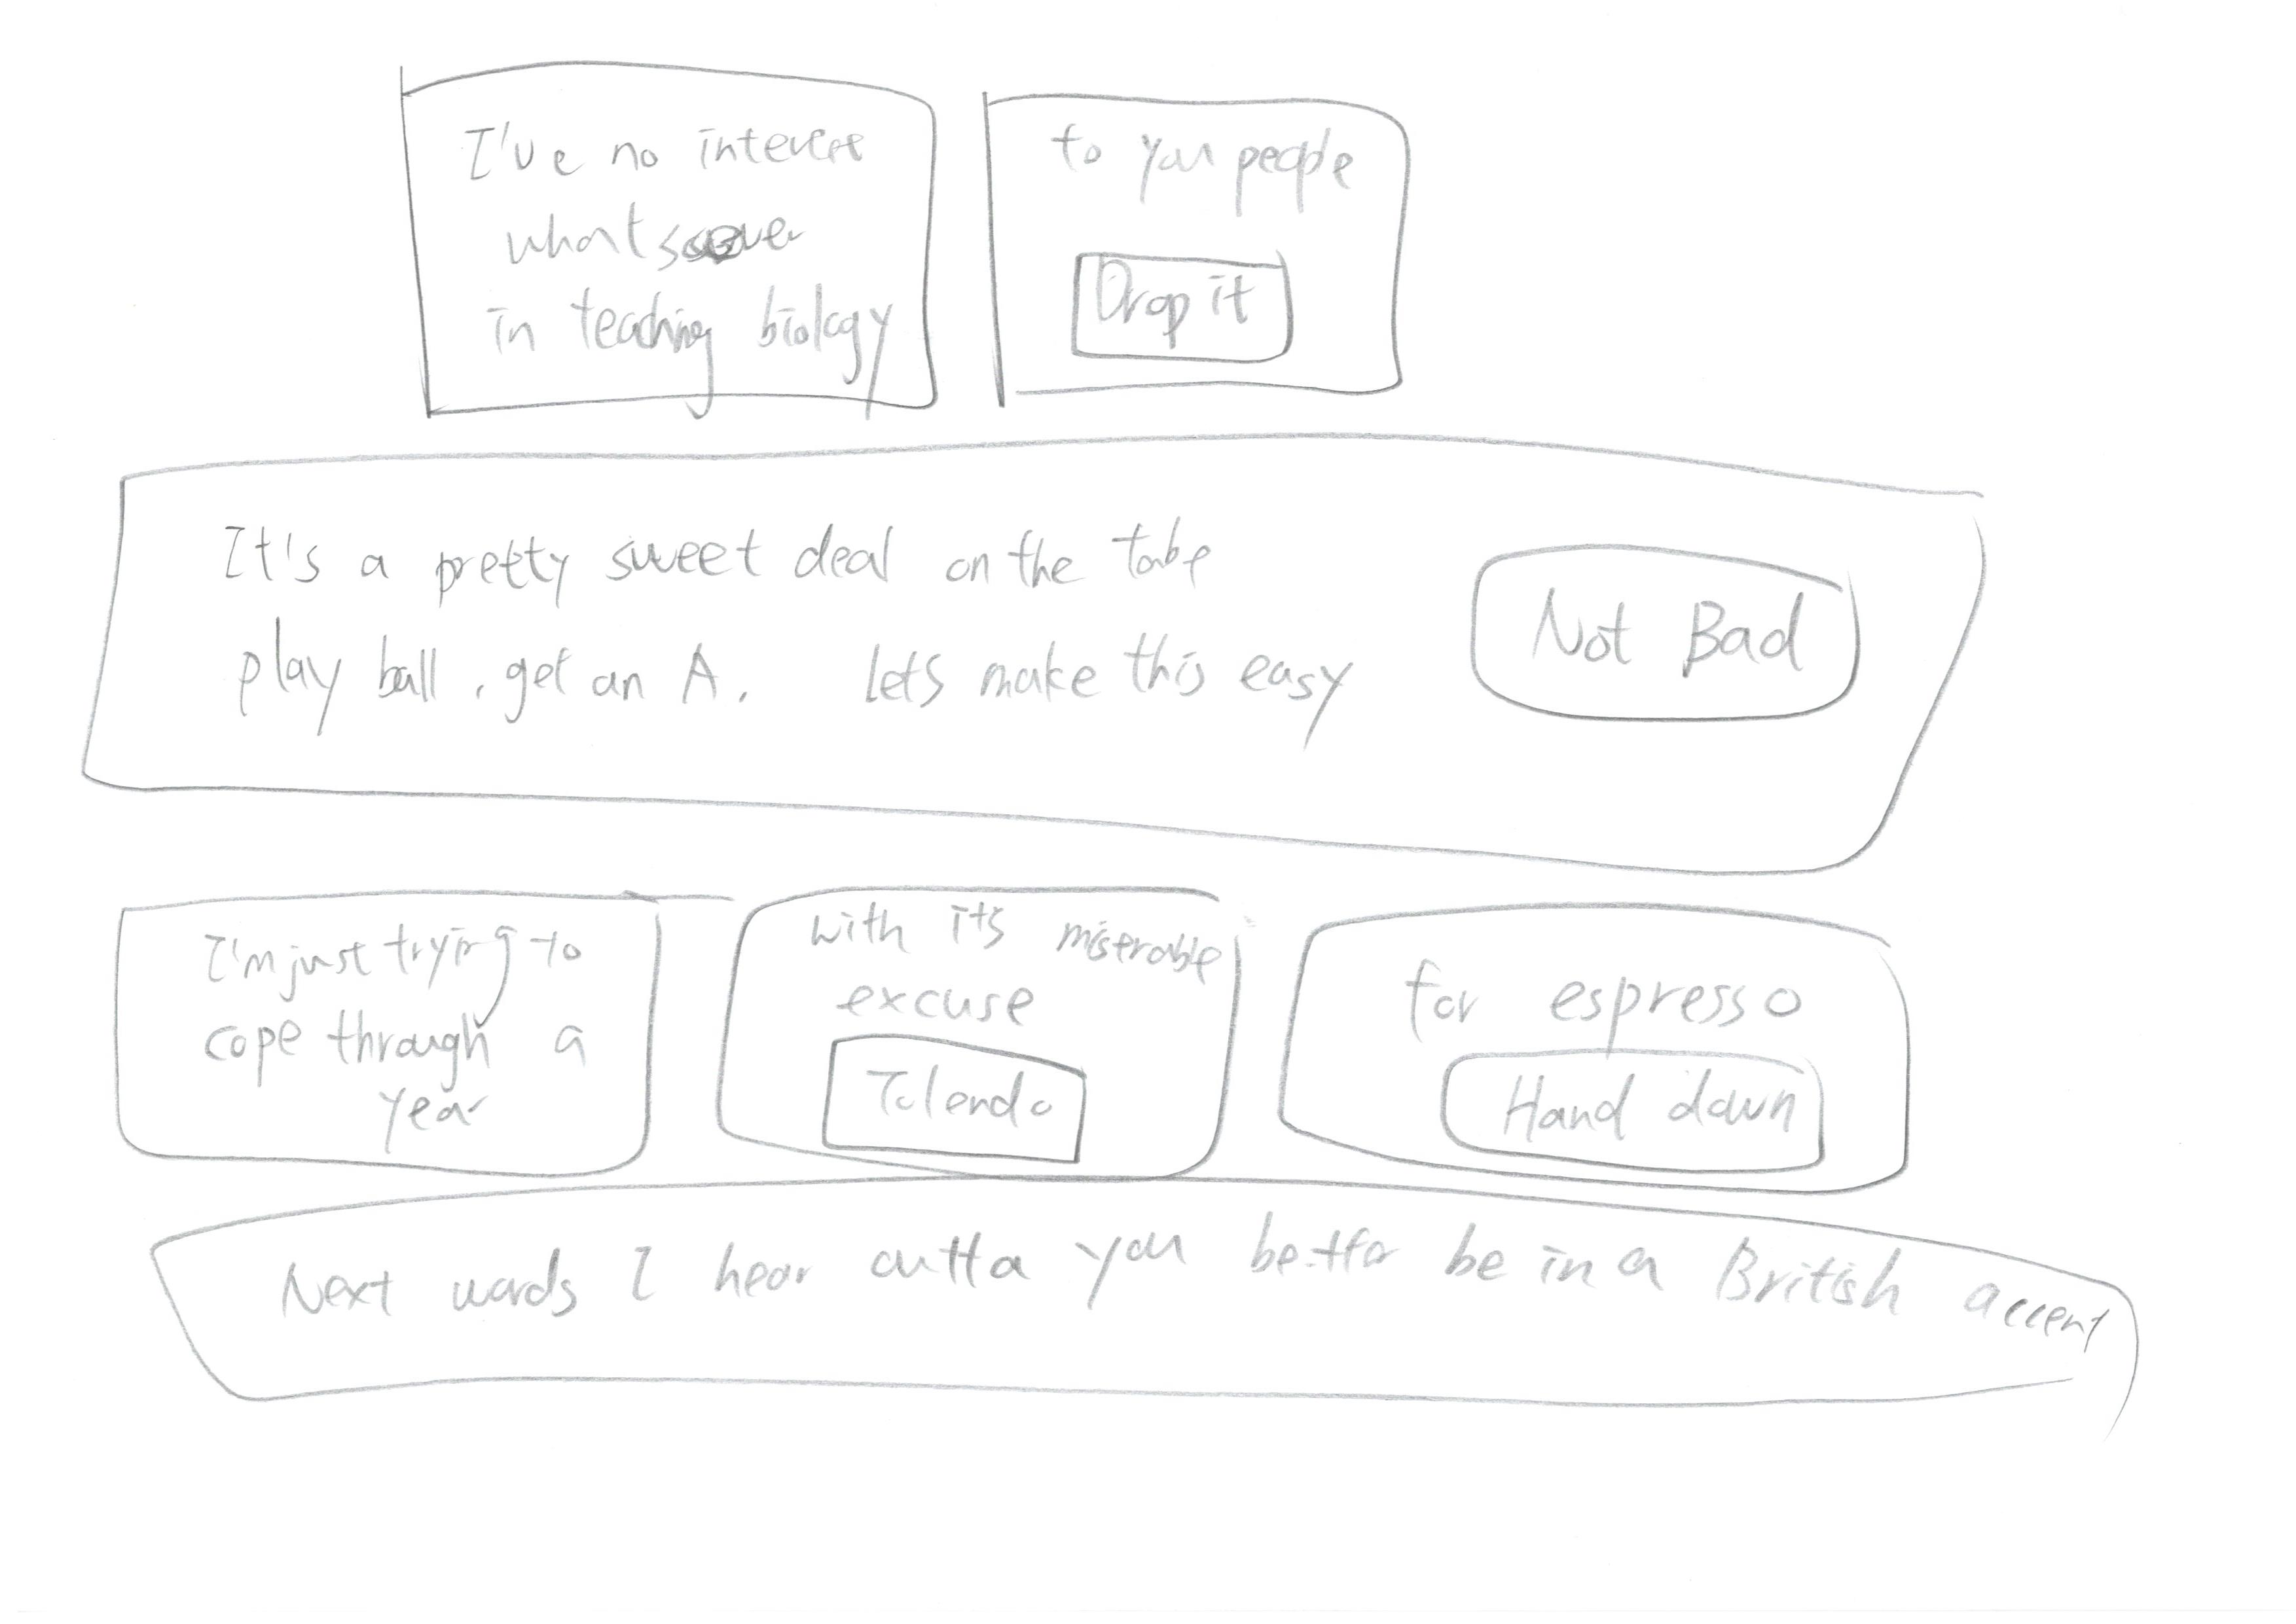 I've no interest
whatsoever
in teaching biology
to you people
Drop it
It's a pretty sweet deal on the table
play ball, get an A. Lets make this easy
Not Bad
I'm just trying to
cope through a
year
with its miserable
excuse
Tolendo
for espresso
Hand down
Next words I hear outta you better be in a British accent